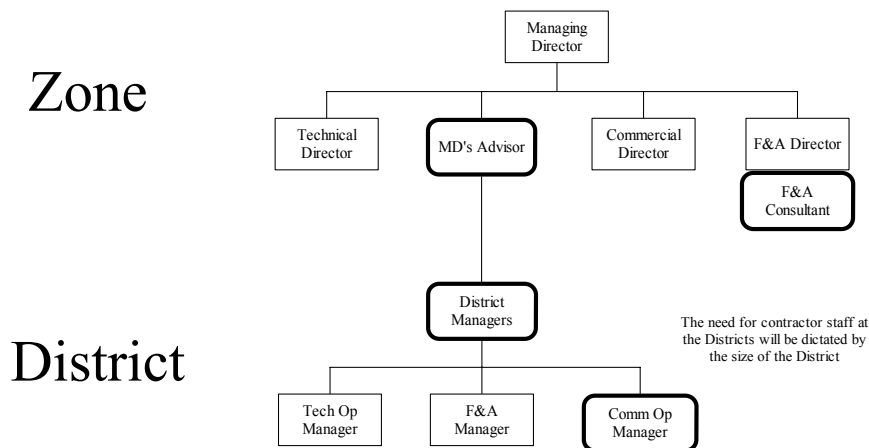 Managing
Director
Zone
Technical
Director
MD's Advisor
Commercial
Director
F&A Director
F&A
Consultant
District
Managers
The need for contractor staff at
the Districts will be dictated by
the size of the District
District
Tech Op
Manager
F&A
Manager
Comm Op
Manager